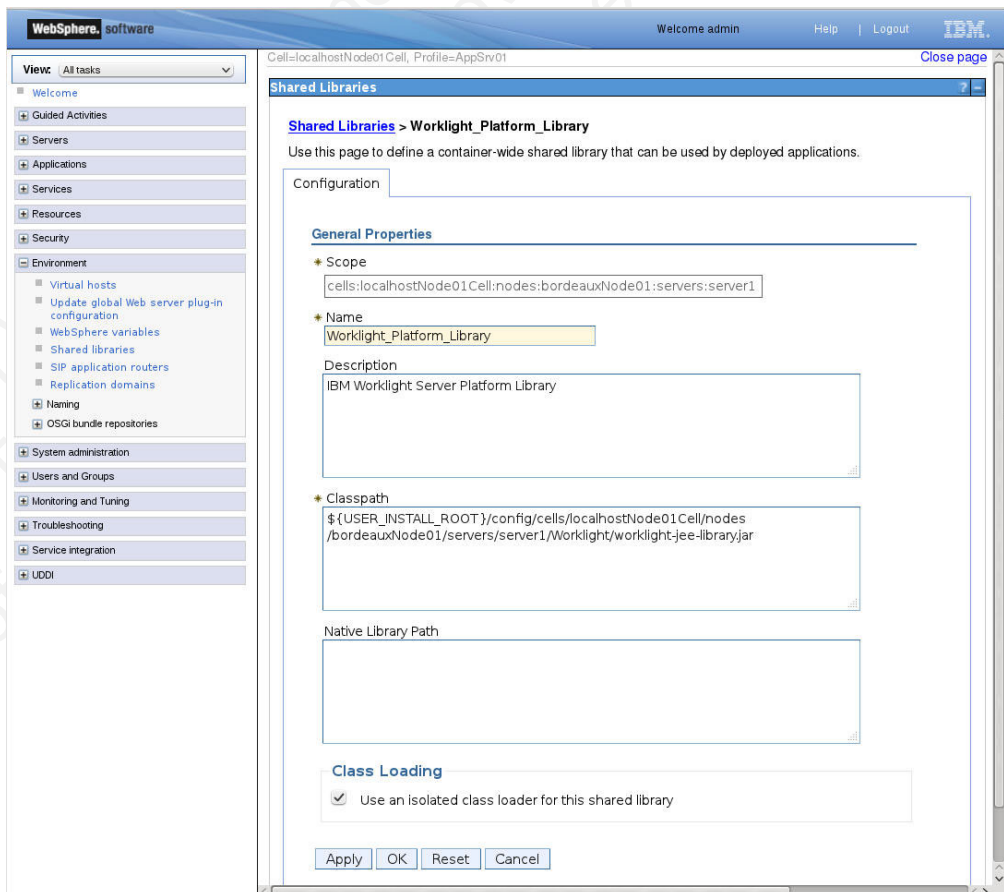 WebSphere. software
Welcome admin
Help | Logout
IBM.
View: All tasks
Welcome
Guided Activities
Servers
Applications
Services
Resources
Security
Environment
Virtual hosts
Update global Web server plug-in
configuration
WebSphere variables
Shared libraries
SIP application routers
Replication domains
Naming
OSGi bundle repositories
System administration
Users and Groups
Monitoring and Tuning
Troubleshooting
Service integration
UDDI
Cell=localhostNode01Cell, Profile=AppSrv01
Close page
Shared Libraries
? -
Shared Libraries > Worklight_Platform_Library
Use this page to define a container-wide shared library that can be used by deployed applications.
Configuration
General Properties
Scope
cells:localhostNode01Cell:nodes:bordeauxNode01:servers:server1
Name
Worklight_Platform_Library
Description
IBM Worklight Server Platform Library
Classpath
${USER_INSTALL_ROOT}/config/cells/localhostNode01Cell/nodes
/bordeauxNode01/servers/server1/Worklight/worklight-jee-library.jar
Native Library Path
Class Loading
Use an isolated class loader for this shared library
Apply OK Reset Cancel